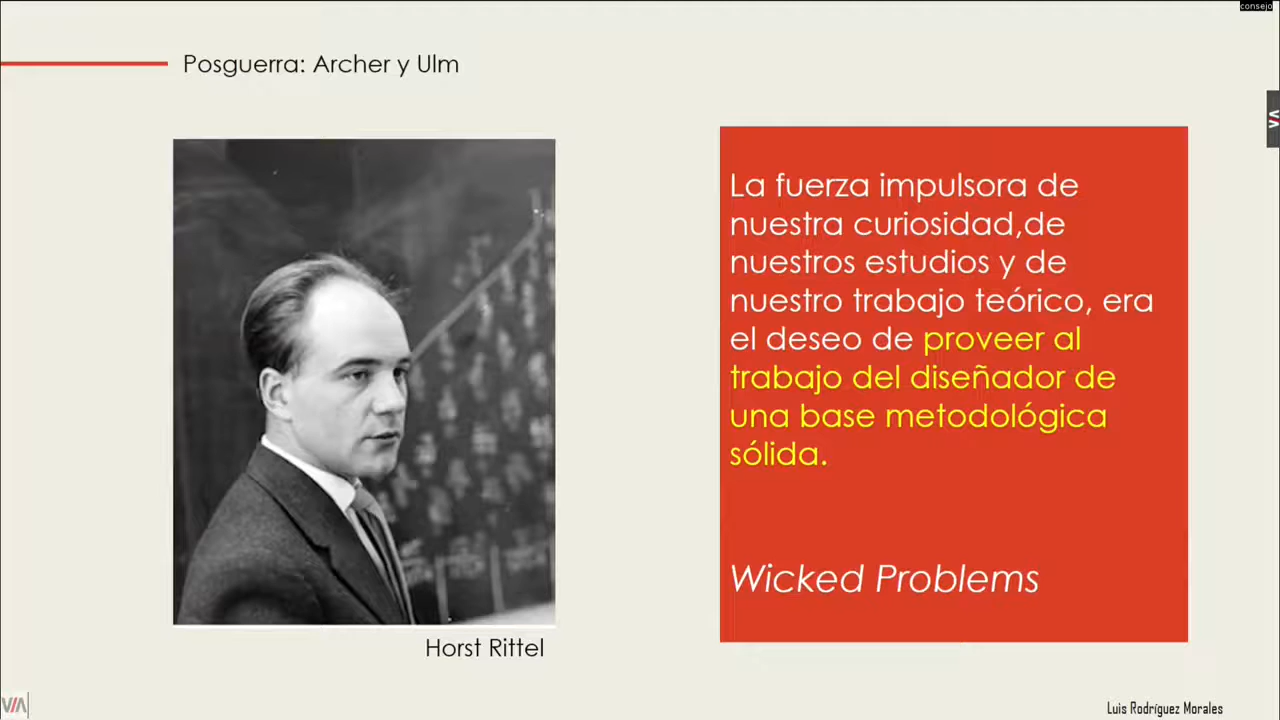 consejo
Posguerra: Archer y Ulm
La fuerza impulsora de
nuestra curiosidad,de
nuestros estudios y de
nuestro trabajo teórico, era
el deseo de proveer al
trabajo del diseñador de
una base metodológica
sólida.
Wicked Problems
Horst Rittel
VIA
Luis Rodríguez Morales